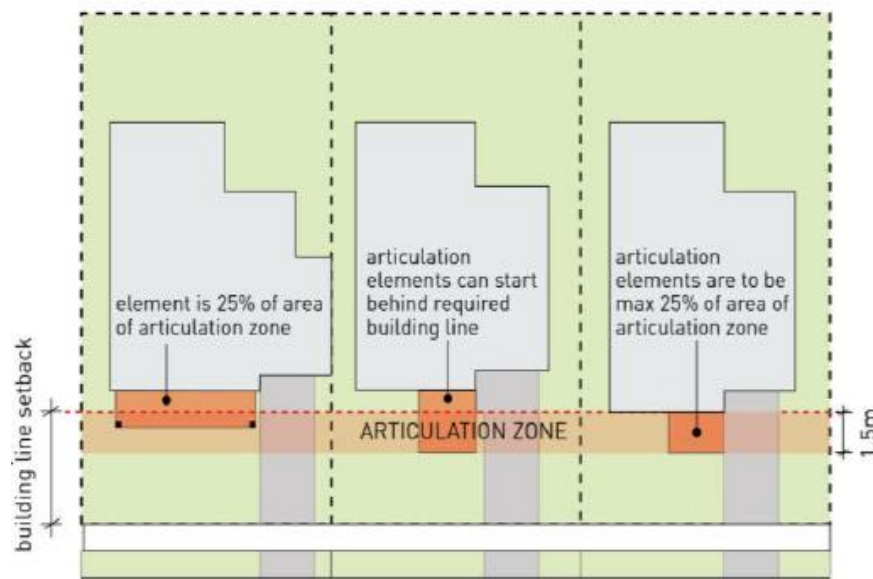 element is 25% of area
of articulation zone
articulation
elements can start
behind required
building line
articulation
elements are to be
max 25% of area of
articulation zone
building line setback
ARTICULATION ZONE
1.5m